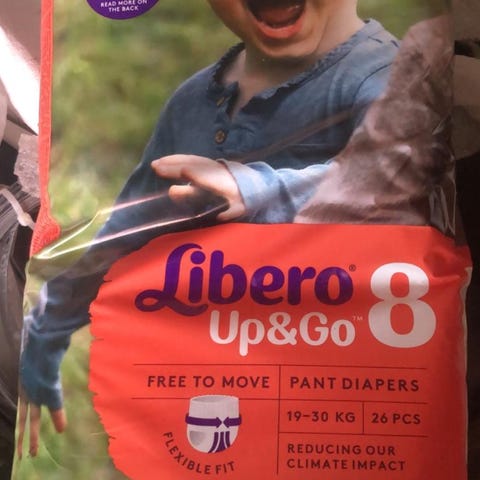 READ MORE ON
THE BACK
Libero®
Up&Go™ 8
FREE TO MOVE
PANT DIAPERS
19-30 KG
26 PCS
FLEXIBLE FIT
REDUCING OUR
CLIMATE IMPACT